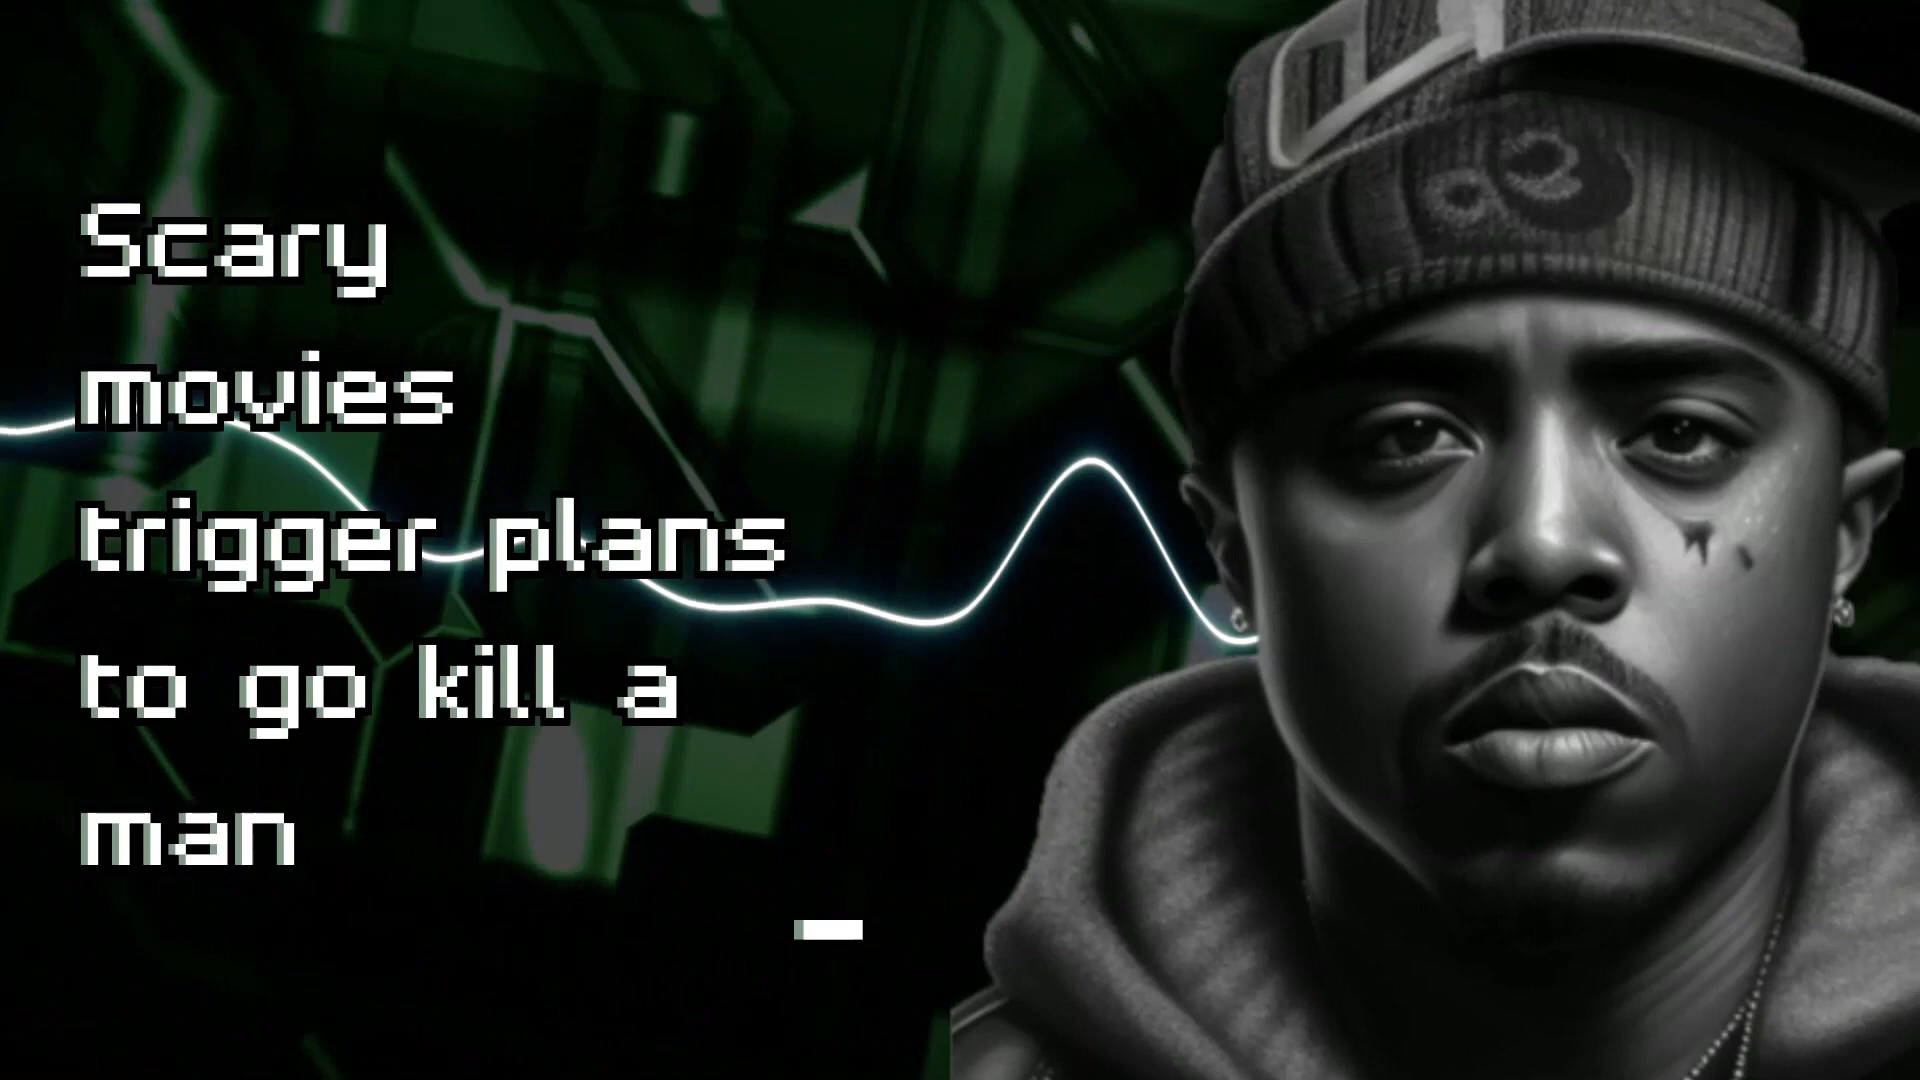 Scary
movies
trigger plans
to go kill a
man
_